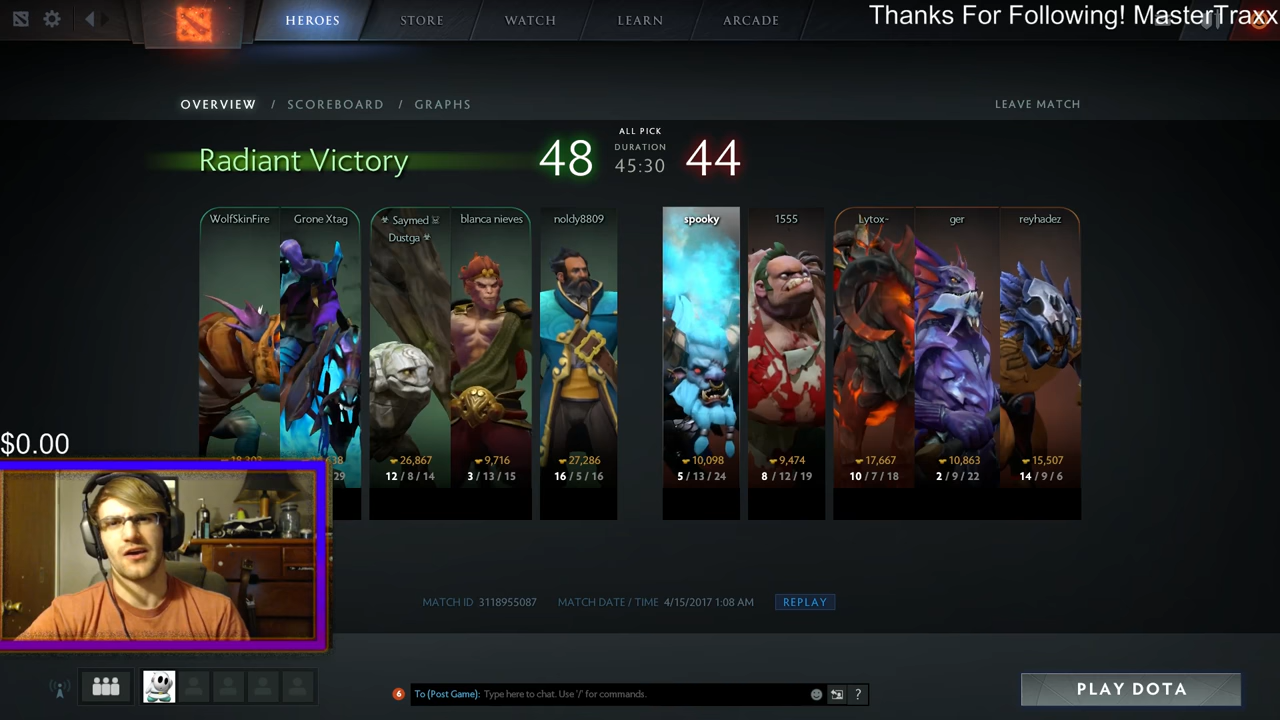 HEROES STORE WATCH LEARN ARCADE
Thanks For Following! MasterTraxx
OVERVIEW / SCOREBOARD / GRAPHS
LEAVE MATCH
Radiant Victory
48
ALL PICK
DURATION
45:30
44
WolfSkinFire Grone Xtag ☣ Saymed ☠ blanca nieves noldy8809 spooky 1555 Lytox- ger reyhadez
Dustga ☣
26,867 9,716 27,286 10,098 9,474 17,667 10,863 15,507
29 12 / 8 / 14 3 / 13 / 15 16 / 5 / 16 5 / 13 / 24 8 / 12 / 19 10 / 7 / 18 2 / 9 / 22 14 / 9 / 6
$0.00
MATCH ID 3118955087 MATCH DATE / TIME 4/15/2017 1:08 AM REPLAY
6 To (Post Game): Type here to chat. Use '/' for commands. ?
PLAY DOTA